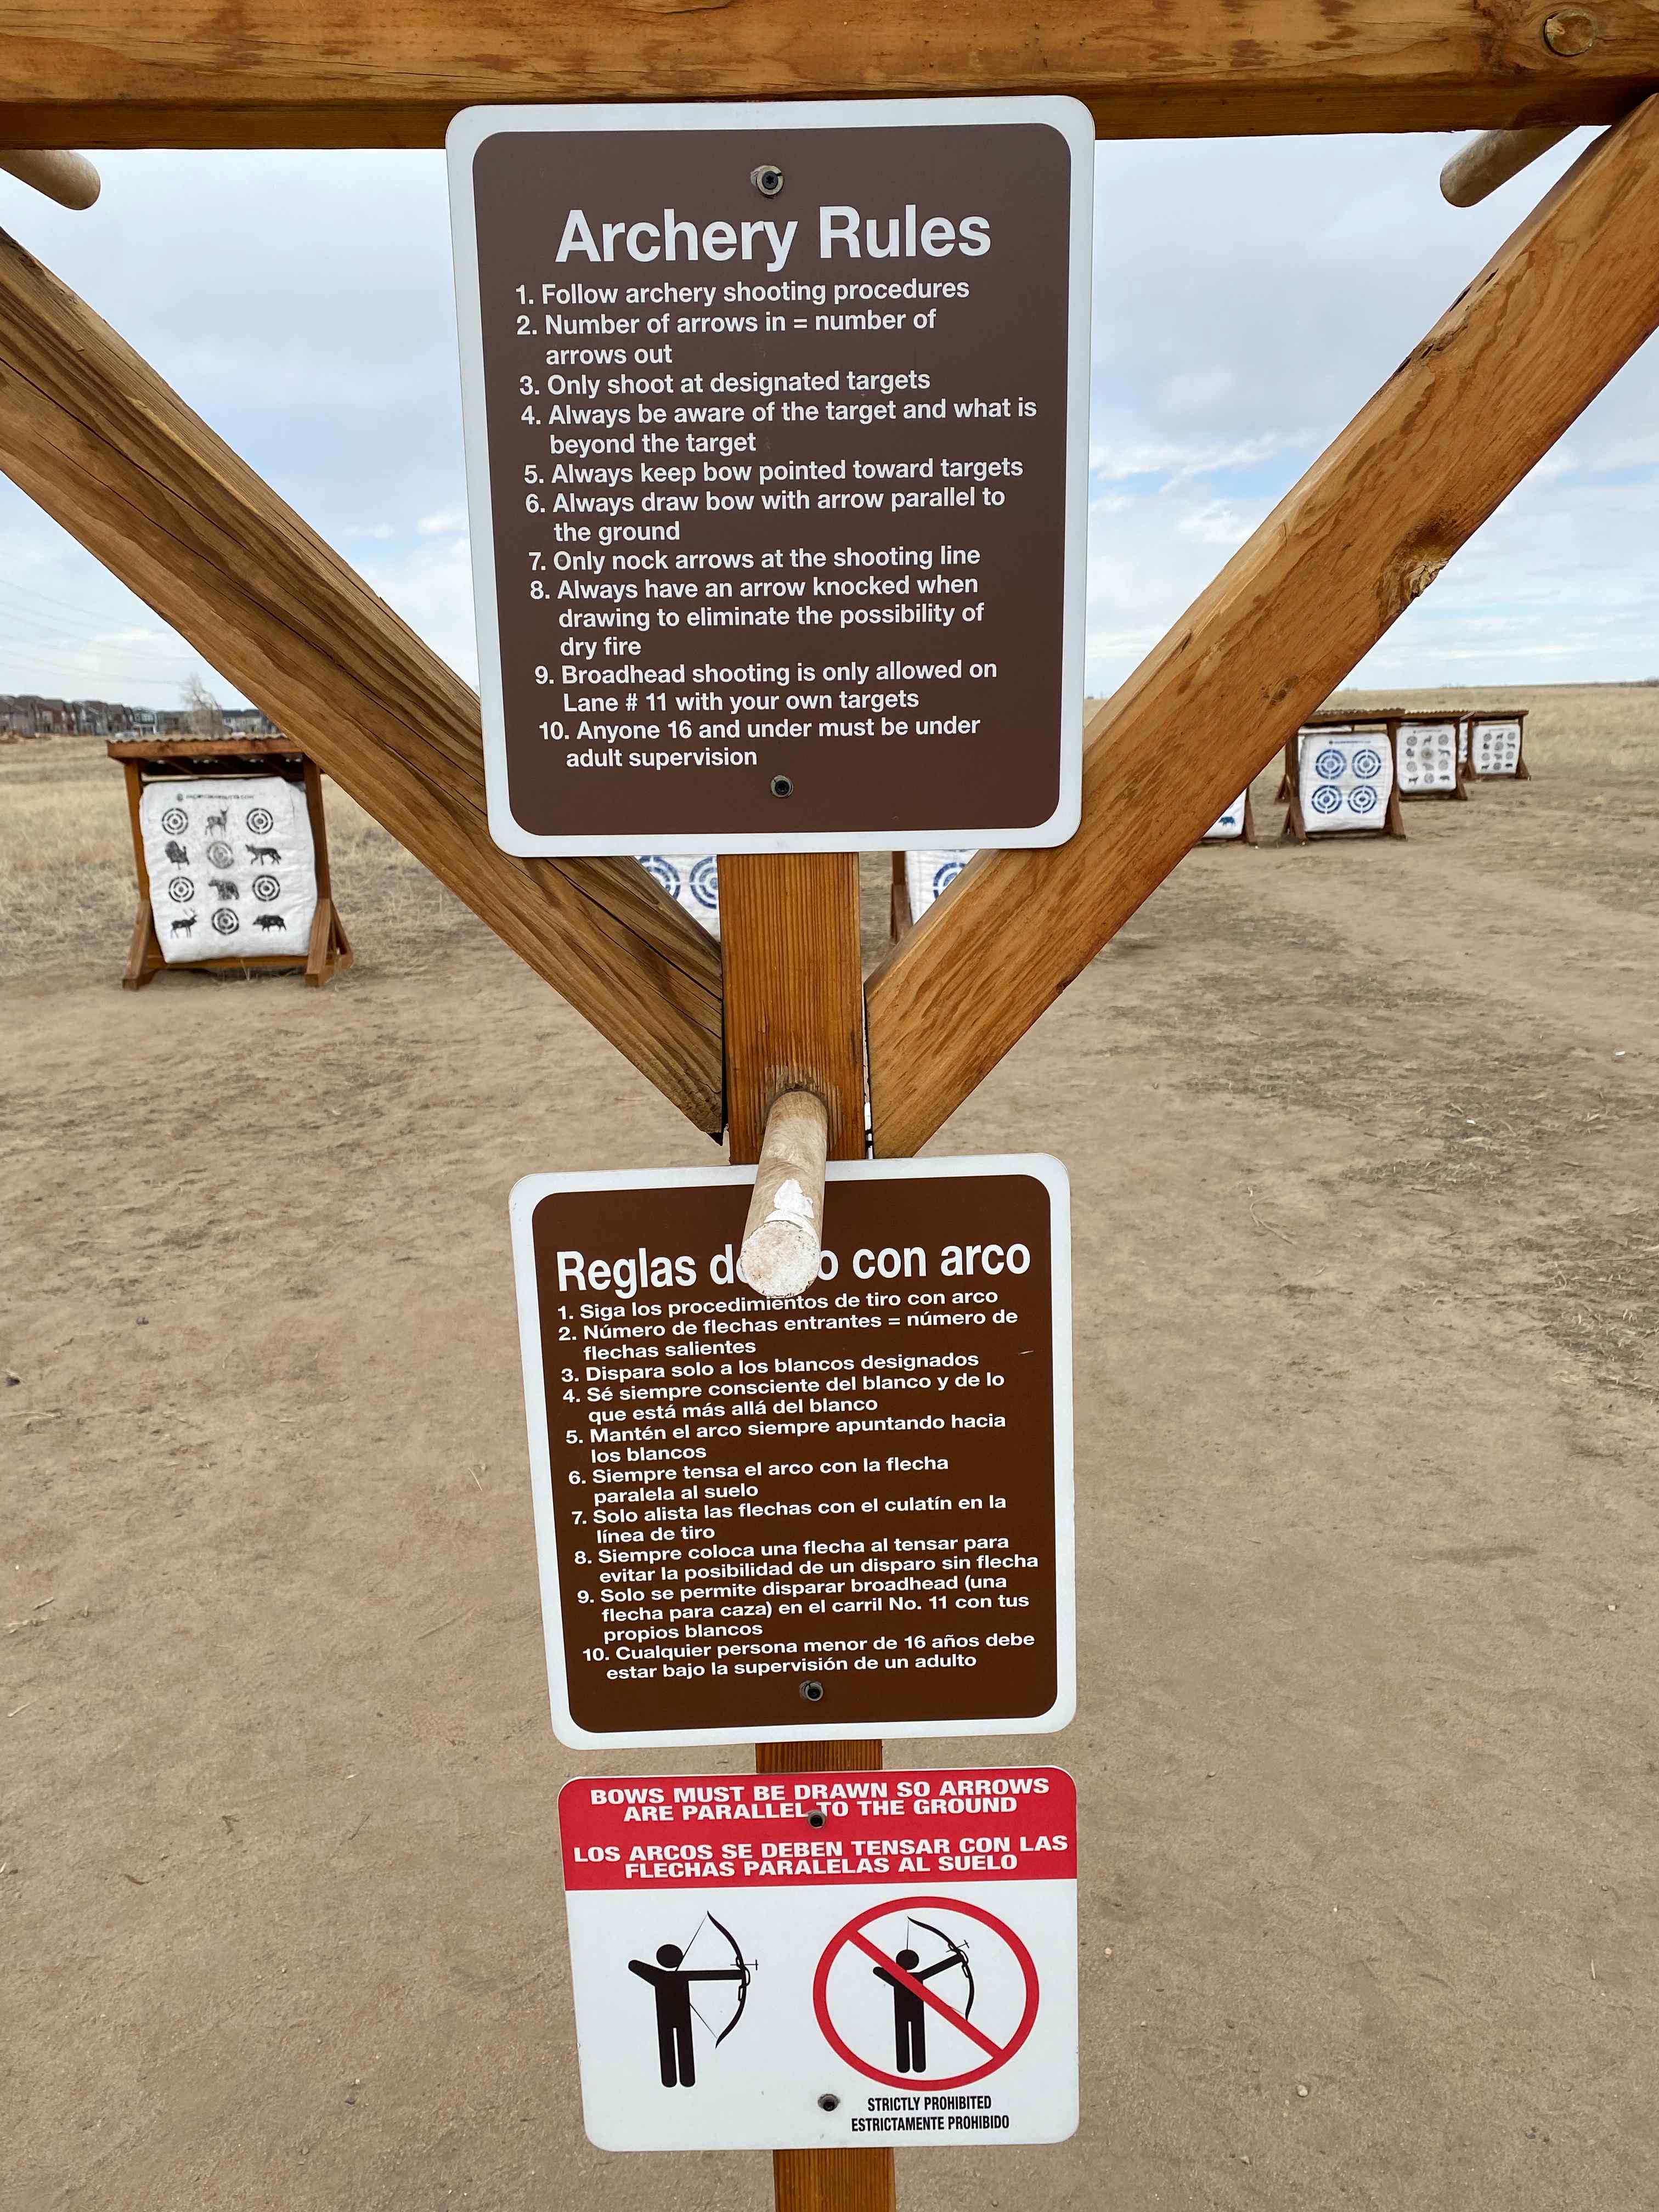 Archery Rules
1. Follow archery shooting procedures
2. Number of arrows in = number of
arrows out
3. Only shoot at designated targets
4. Always be aware of the target and what is
beyond the target
5. Always keep bow pointed toward targets
6. Always draw bow with arrow parallel to
the ground
7. Only nock arrows at the shooting line
8. Always have an arrow knocked when
drawing to eliminate the possibility of
dry fire
9. Broadhead shooting is only allowed on
Lane # 11 with your own targets
10. Anyone 16 and under must be under
adult supervision
Reglas con arco
1. Siga los procedimientos de tiro con arco
2. Número de flechas entrantes = número de
flechas salientes
3. Dispara solo a los blancos designados
4. Sé siempre consciente del blanco y de lo
que está más allá del blanco
5. Mantén el arco siempre apuntando hacia
los blancos
6. Siempre tensa el arco con la flecha
paralela al suelo
7. Solo alista las flechas con el culatín en la
línea de tiro
8. Siempre coloca una flecha al tensar para
evitar la posibilidad de un disparo sin flecha
9. Solo se permite disparar broadhead (una
flecha para caza) en el carril No. 11 con tus
propios blancos
10. Cualquier persona menor de 16 años debe
estar bajo la supervisión de un adulto
BOWS MUST BE DRAWN SO ARROWS
ARE PARALLEL TO THE GROUND
LOS ARCOS SE DEBEN TENSAR CON LAS
FLECHAS PARALELAS AL SUELO
STRICTLY PROHIBITED
ESTRICTAMENTE PROHIBIDO